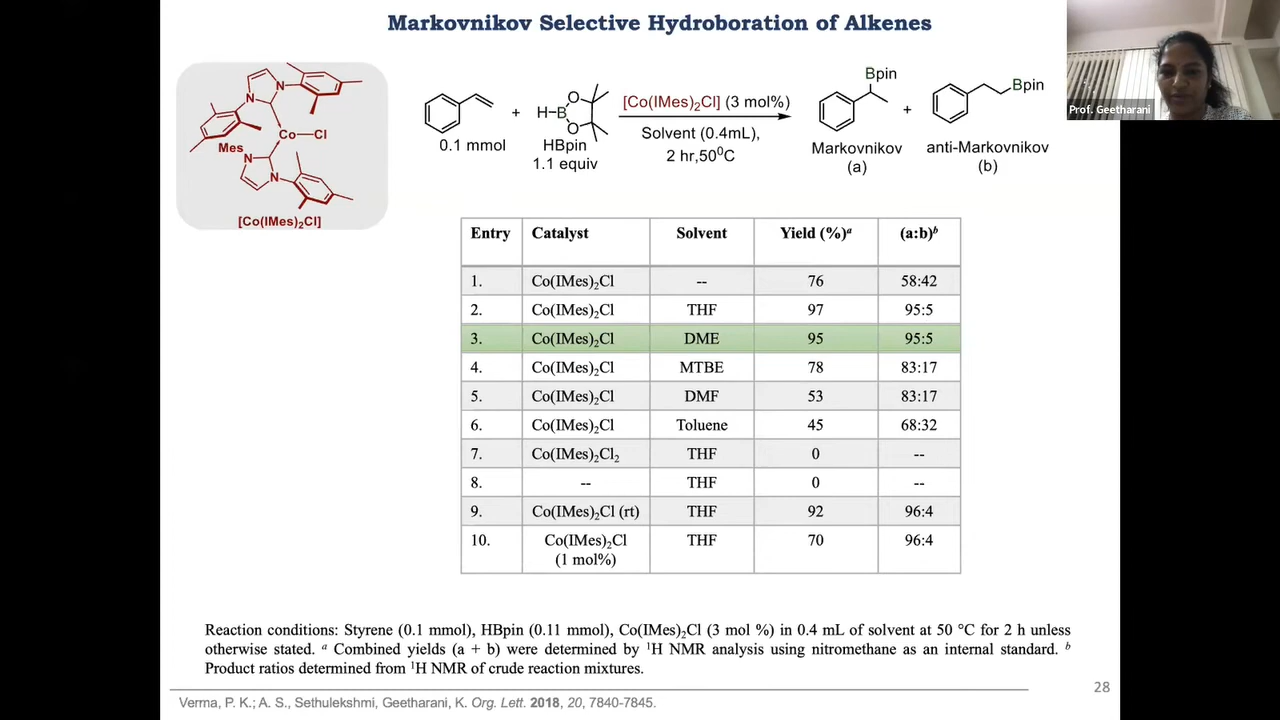 Markovnikov Selective Hydroboration of Alkenes
Prof. Geetharani
N
N
Co
Cl
Mes
N
N
[Co(IMes)₂Cl]
0.1 mmol
+
H
B
O
O
HBpin
1.1 equiv
[Co(IMes)₂Cl] (3 mol%)
Solvent (0.4mL),
2 hr,50⁰C
Bpin
Markovnikov
(a)
+
Bpin
anti-Markovnikov
(b)
Entry Catalyst Solvent Yield (%)ᵃ (a:b)ᵇ
1. Co(IMes)₂Cl -- 76 58:42
2. Co(IMes)₂Cl THF 97 95:5
3. Co(IMes)₂Cl DME 95 95:5
4. Co(IMes)₂Cl MTBE 78 83:17
5. Co(IMes)₂Cl DMF 53 83:17
6. Co(IMes)₂Cl Toluene 45 68:32
7. Co(IMes)₂Cl₂ THF 0 --
8. -- THF 0 --
9. Co(IMes)₂Cl (rt) THF 92 96:4
10. Co(IMes)₂Cl THF 70 96:4
(1 mol%)
Reaction conditions: Styrene (0.1 mmol), HBpin (0.11 mmol), Co(IMes)₂Cl (3 mol %) in 0.4 mL of solvent at 50 °C for 2 h unless
otherwise stated. ᵃ Combined yields (a + b) were determined by ¹H NMR analysis using nitromethane as an internal standard. ᵇ
Product ratios determined from ¹H NMR of crude reaction mixtures.
28
Verma, P. K.; A. S., Sethulekshmi, Geetharani, K. Org. Lett. 2018, 20, 7840-7845.